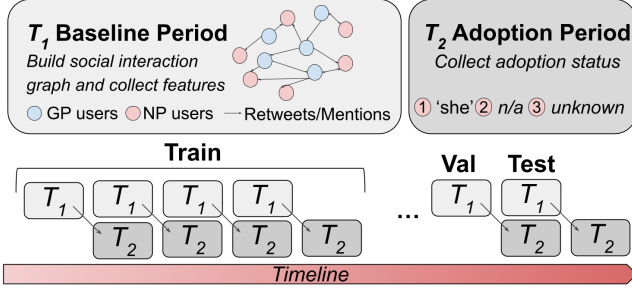 T1 Baseline Period
Build social interaction
graph and collect features
GP users NP users Retweets/Mentions
T2 Adoption Period
Collect adoption status
1 'she' 2 n/a 3 unknown
Train
Val Test
T1 T1 T1 T1 ... T1 T1
T2 T2 T2 T2 T2 T2
Timeline